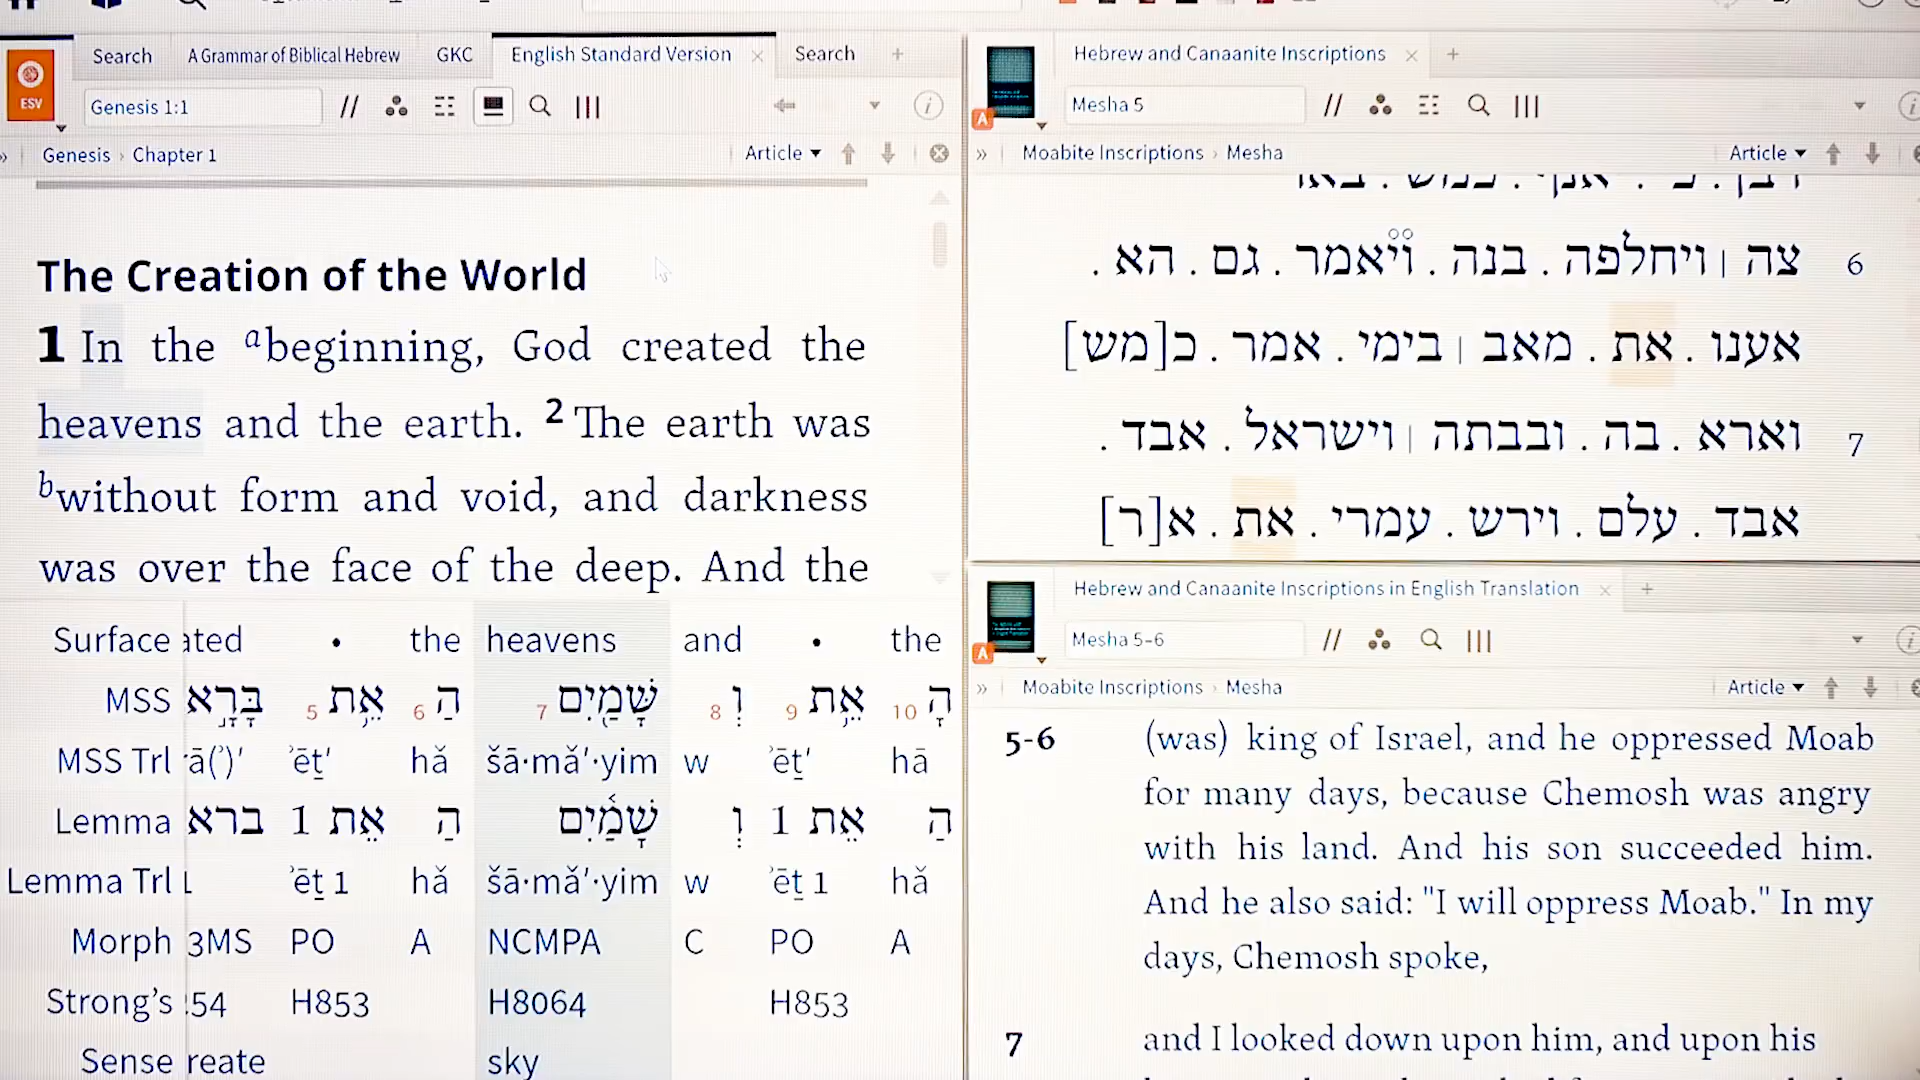 Search A Grammar of Biblical Hebrew GKC English Standard Version × Search +
ESV
Genesis 1:1
Genesis › Chapter 1 Article
The Creation of the World
1 In the ᵃbeginning, God created the
heavens and the earth. 2 The earth was
ᵇwithout form and void, and darkness
was over the face of the deep. And the
Surface ated • the heavens and • the
MSS בָּרָ֣א 5 אֵ֥ת 6 הַ 7 שָּׁמַ֖יִם 8 וְ 9 אֵ֥ת 10 הָ
MSS Trl rā(ʾ)ʹ ʾēṯʹ hă šā·mǎʹ·yim w ʾēṯʹ hā
Lemma ברא אֵת 1 הַ שָׁמַ֫יִם וְ אֵת 1 הַ
Lemma Trl ʾēṯ 1 hă šā·mǎʹ·yim w ʾēṯ 1 hă
Morph 3MS PO A NCMPA C PO A
Strong’s 54 H853 H8064 H853
Sense reate sky
Hebrew and Canaanite Inscriptions × +
A
Mesha 5
» Moabite Inscriptions › Mesha Article
6 צה | ויחלפה . בנה . ויאמר . גם . הא .
אענו . את . מאב | בימי . אמר . כ[מש]
7 וארא . בה . ובבתה | וישראל . אבד .
אבד . עלם . וירש . עמרי . את . א[ר]
Hebrew and Canaanite Inscriptions in English Translation × +
A
Mesha 5-6
» Moabite Inscriptions › Mesha Article
5-6 (was) king of Israel, and he oppressed Moab
for many days, because Chemosh was angry
with his land. And his son succeeded him.
And he also said: "I will oppress Moab." In my
days, Chemosh spoke,
7 and I looked down upon him, and upon his